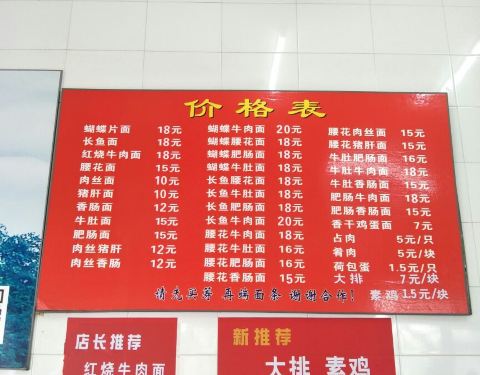 价格表
蝴蝶片面 18元
长鱼面 18元
红烧牛肉面 18元
腰花面 15元
肉丝面 10元
猪肝面 10元
香肠面 12元
牛肚面 15元
肥肠面 15元
肉丝猪肝 12元
肉丝香肠 12元
蝴蝶牛肉面 20元
蝴蝶腰花面 18元
蝴蝶肥肠面 18元
蝴蝶牛肚面 18元
长鱼腰花面 18元
长鱼牛肚面 18元
长鱼肥肠面 18元
长鱼牛肉面 20元
腰花牛肉面 18元
腰花牛肚面 16元
腰花肥肠面 16元
腰花香肠面 15元
腰花肉丝面 15元
腰花猪肝面 15元
牛肚肥肠面 16元
牛肚牛肉面 18元
牛肚香肠面 15元
肥肠牛肉面 18元
肥肠香肠面 15元
香干鸡蛋面 7元
占肉 5元/只
肴肉 5元/块
荷包蛋 1.5元/只
大排 7元/块
素鸡 1.5元/块
请先买筹 再端面条 谢谢合作！
店长推荐
红烧牛肉面
新推荐
大排 素鸡